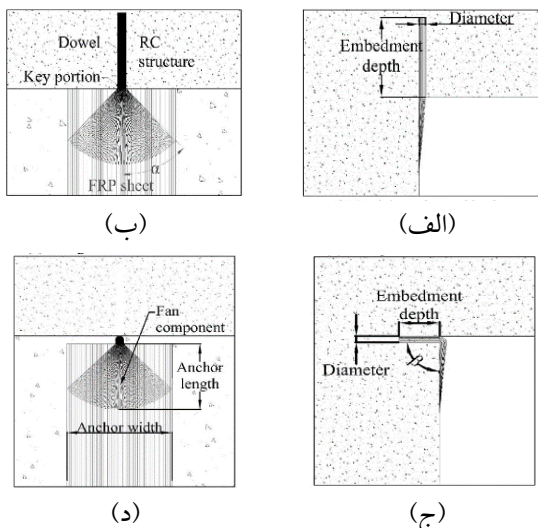 Dowel
RC
structure
Key portion
α
FRP sheet
(ب)
Diameter
Embedment
depth
(الف)
Fan
component
Anchor
length
Anchor width
(د)
Embedment
depth
Diameter
β
(ج)